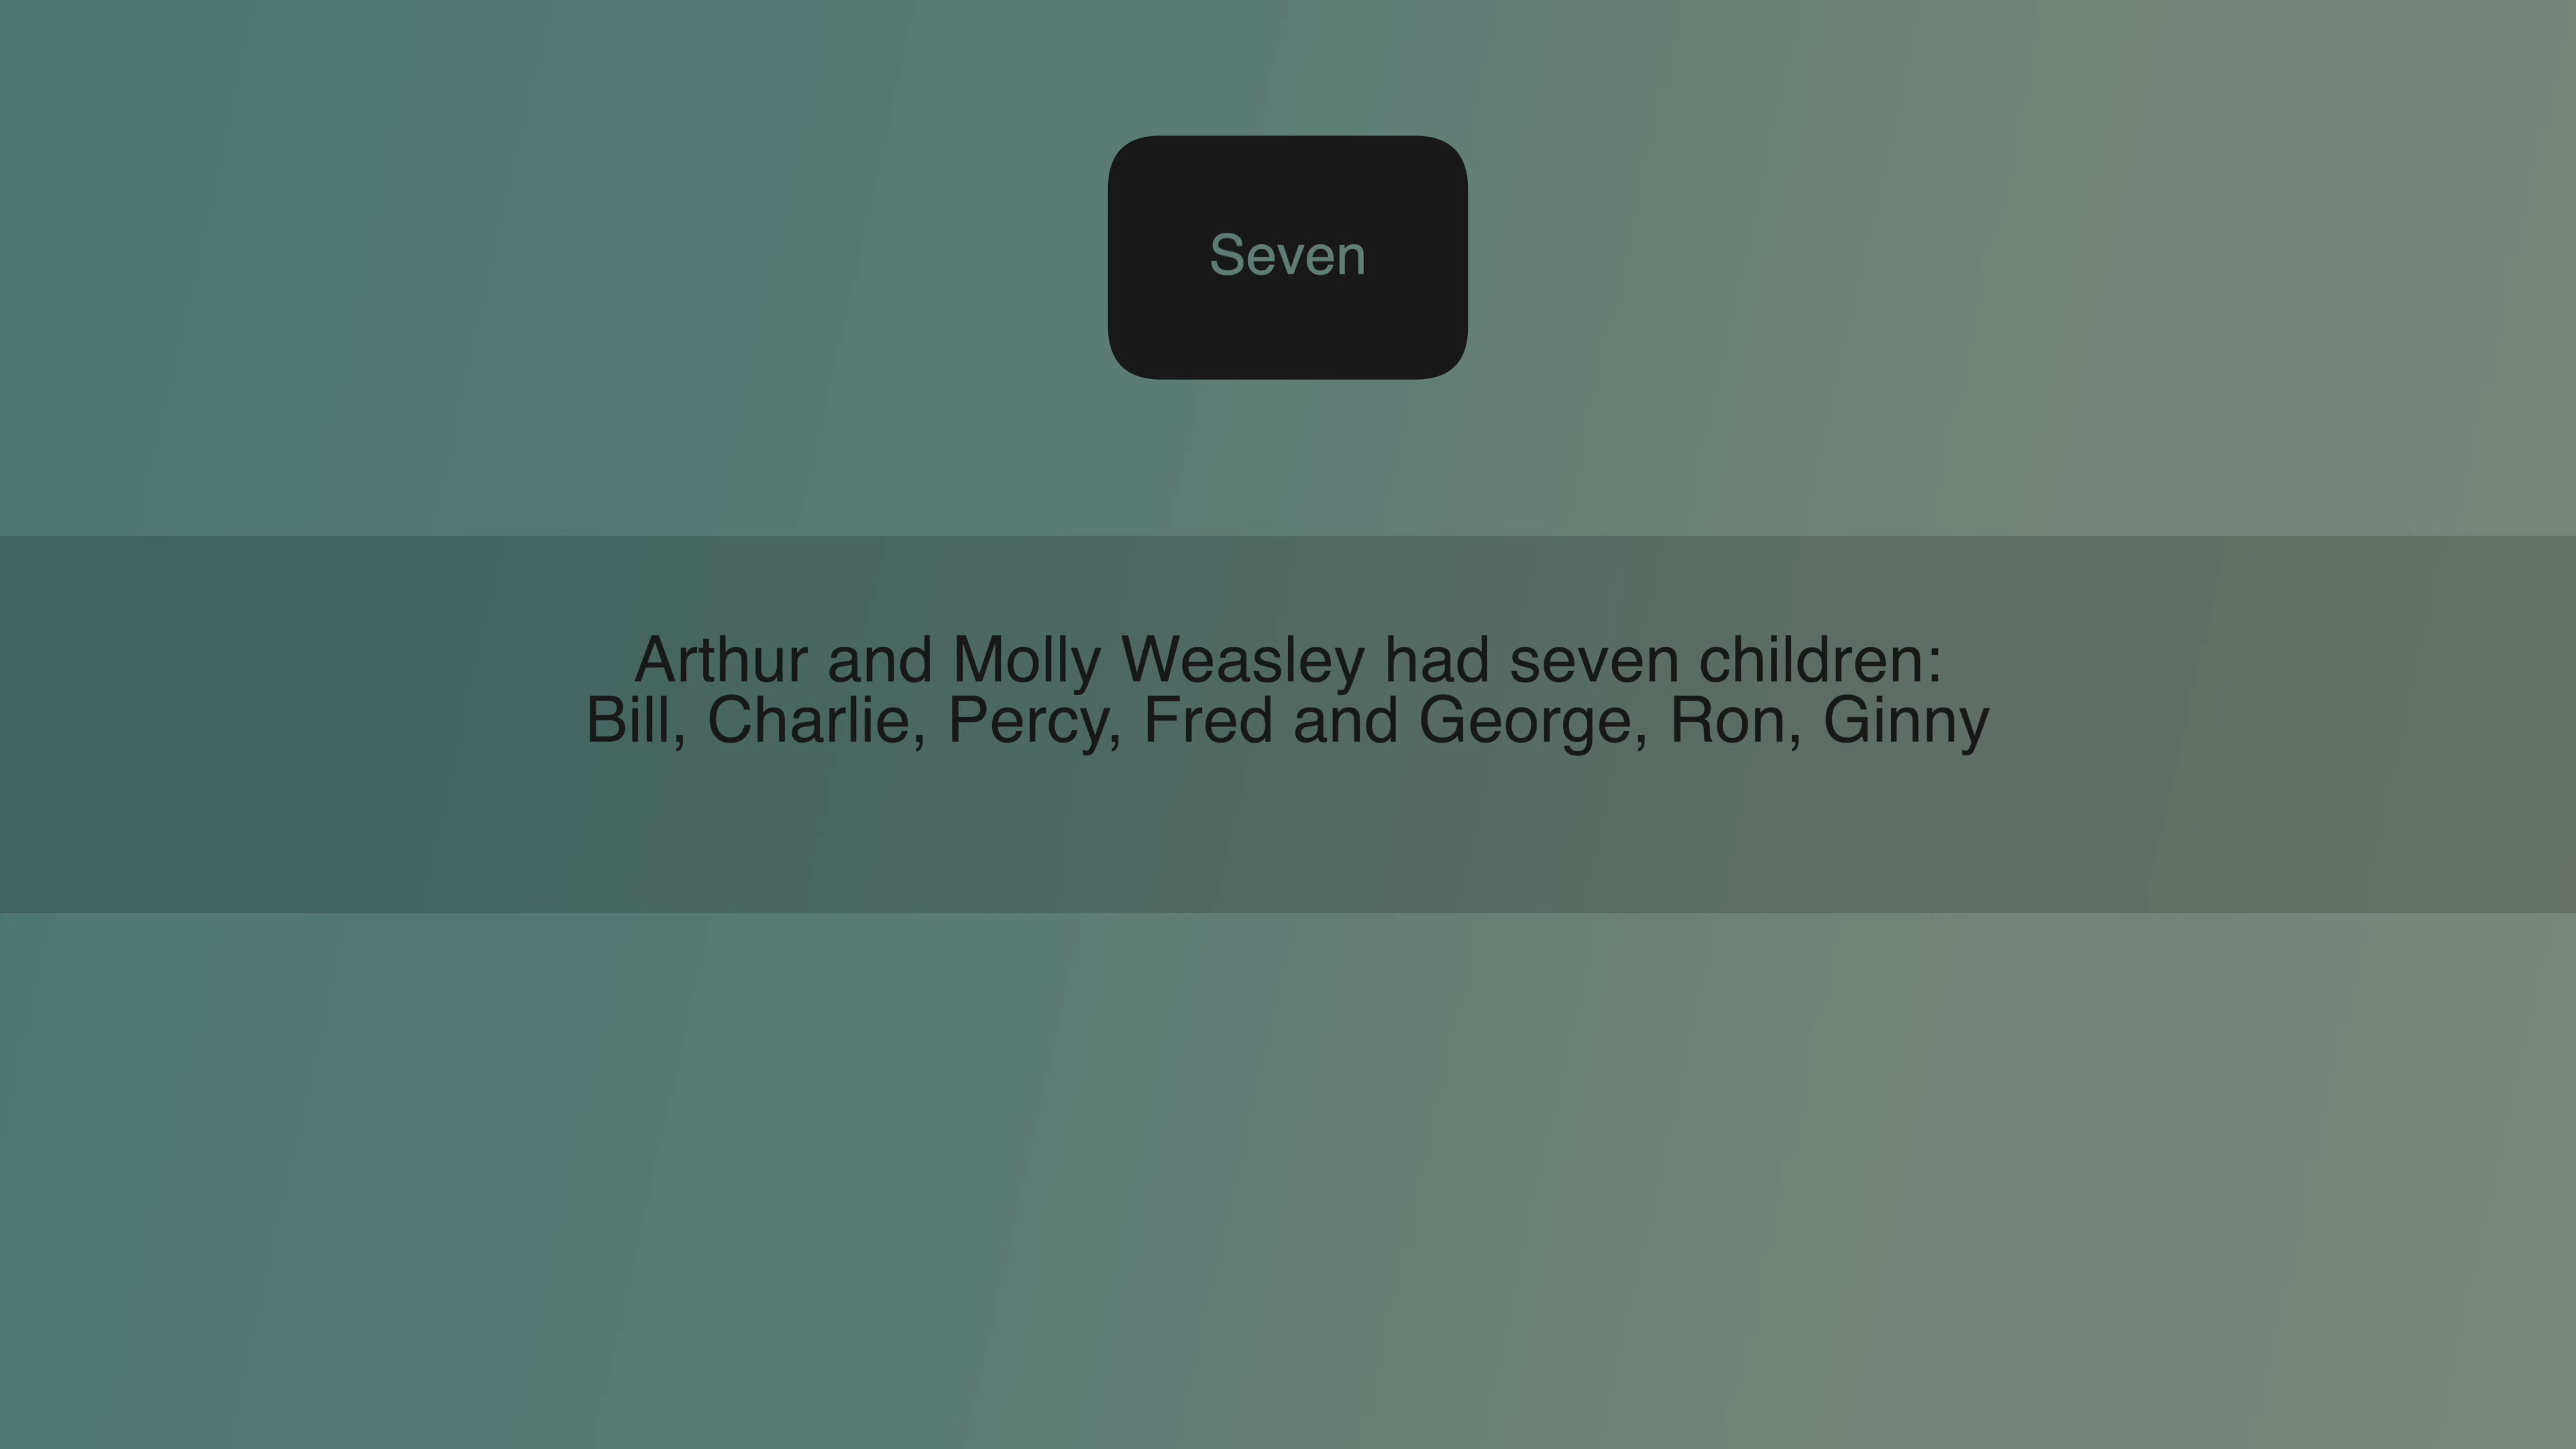 Seven
Arthur and Molly Weasley had seven children:
Bill, Charlie, Percy, Fred and George, Ron, Ginny